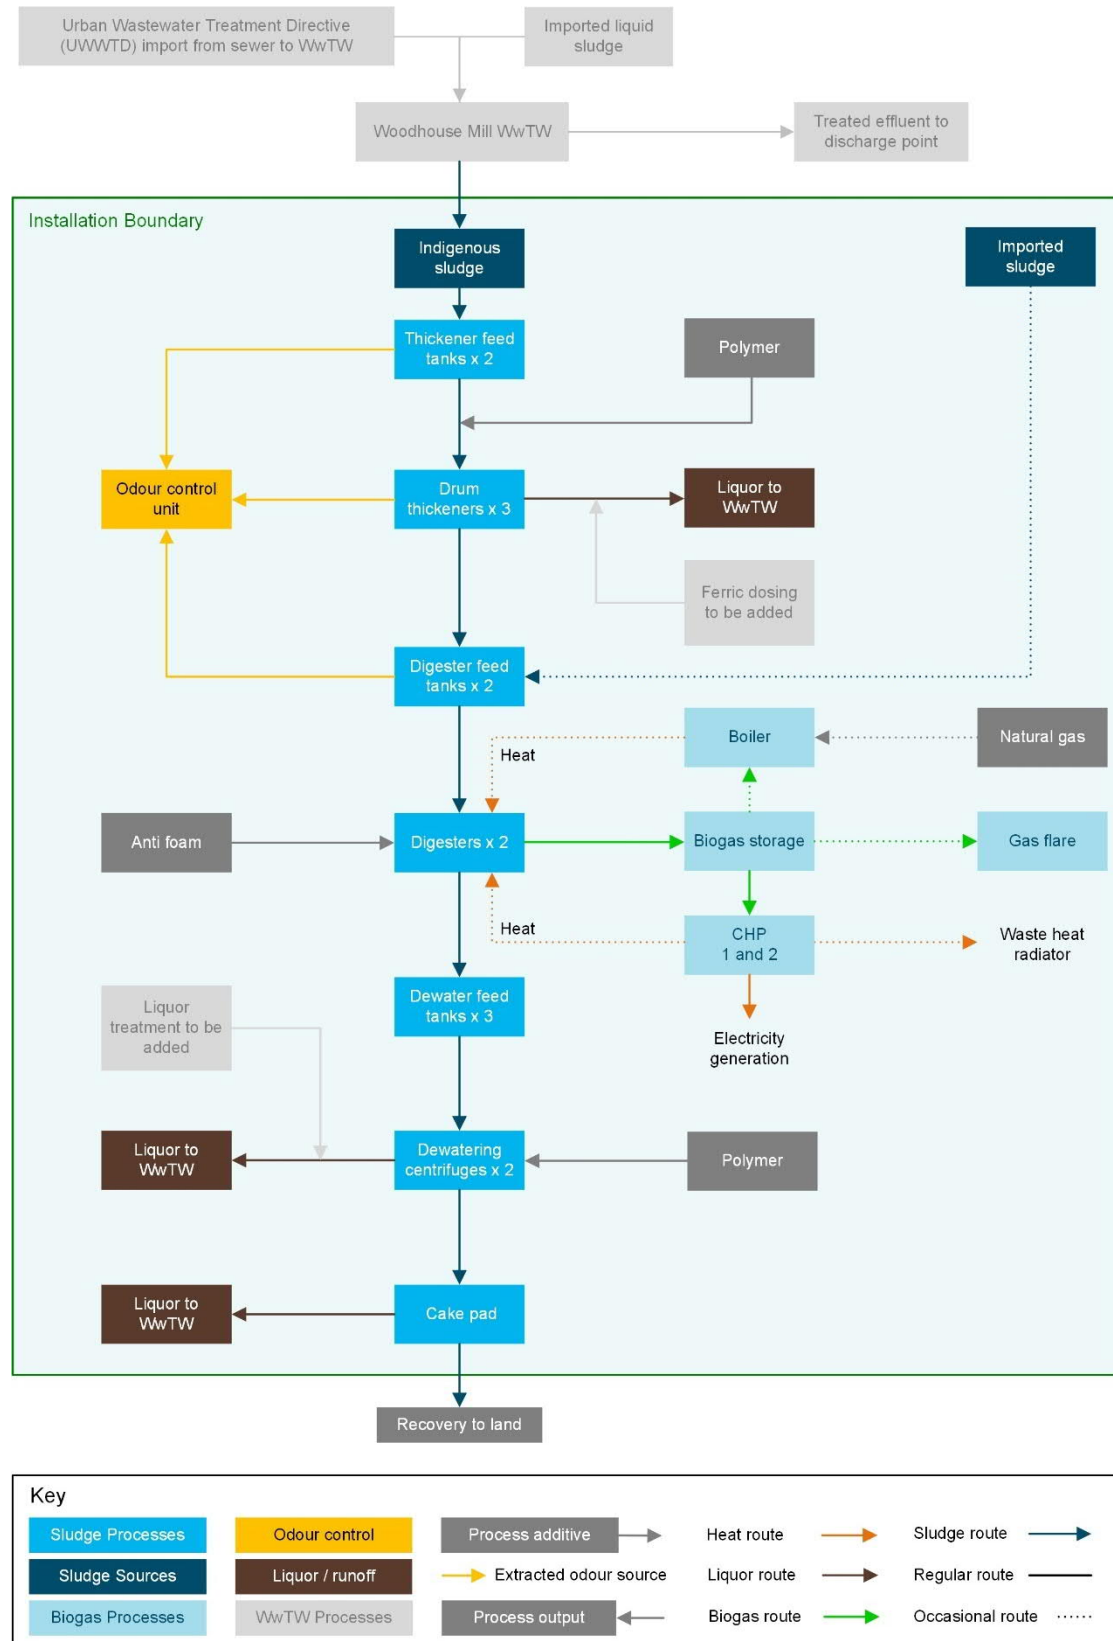 Urban Wastewater Treatment Directive
(UWWTD) import from sewer to WwTW
Imported liquid
sludge
Woodhouse Mill WwTW
Treated effluent to
discharge point
Installation Boundary
Indigenous
sludge
Imported
sludge
Thickener feed
tanks x 2
Polymer
Odour control
unit
Drum
thickeners x 3
Liquor to
WwTW
Ferric dosing
to be added
Digester feed
tanks x 2
Heat
Boiler
Natural gas
Anti foam
Digesters x 2
Biogas storage
Gas flare
Heat
CHP
1 and 2
Waste heat
radiator
Liquor
treatment to be
added
Dewater feed
tanks x 3
Electricity
generation
Liquor to
WwTW
Dewatering
centrifuges x 2
Polymer
Liquor to
WwTW
Cake pad
Recovery to land
Key
Sludge Processes
Odour control
Process additive
Heat route
Sludge route
Sludge Sources
Liquor / runoff
Extracted odour source
Liquor route
Regular route
Biogas Processes
WwTW Processes
Process output
Biogas route
Occasional route